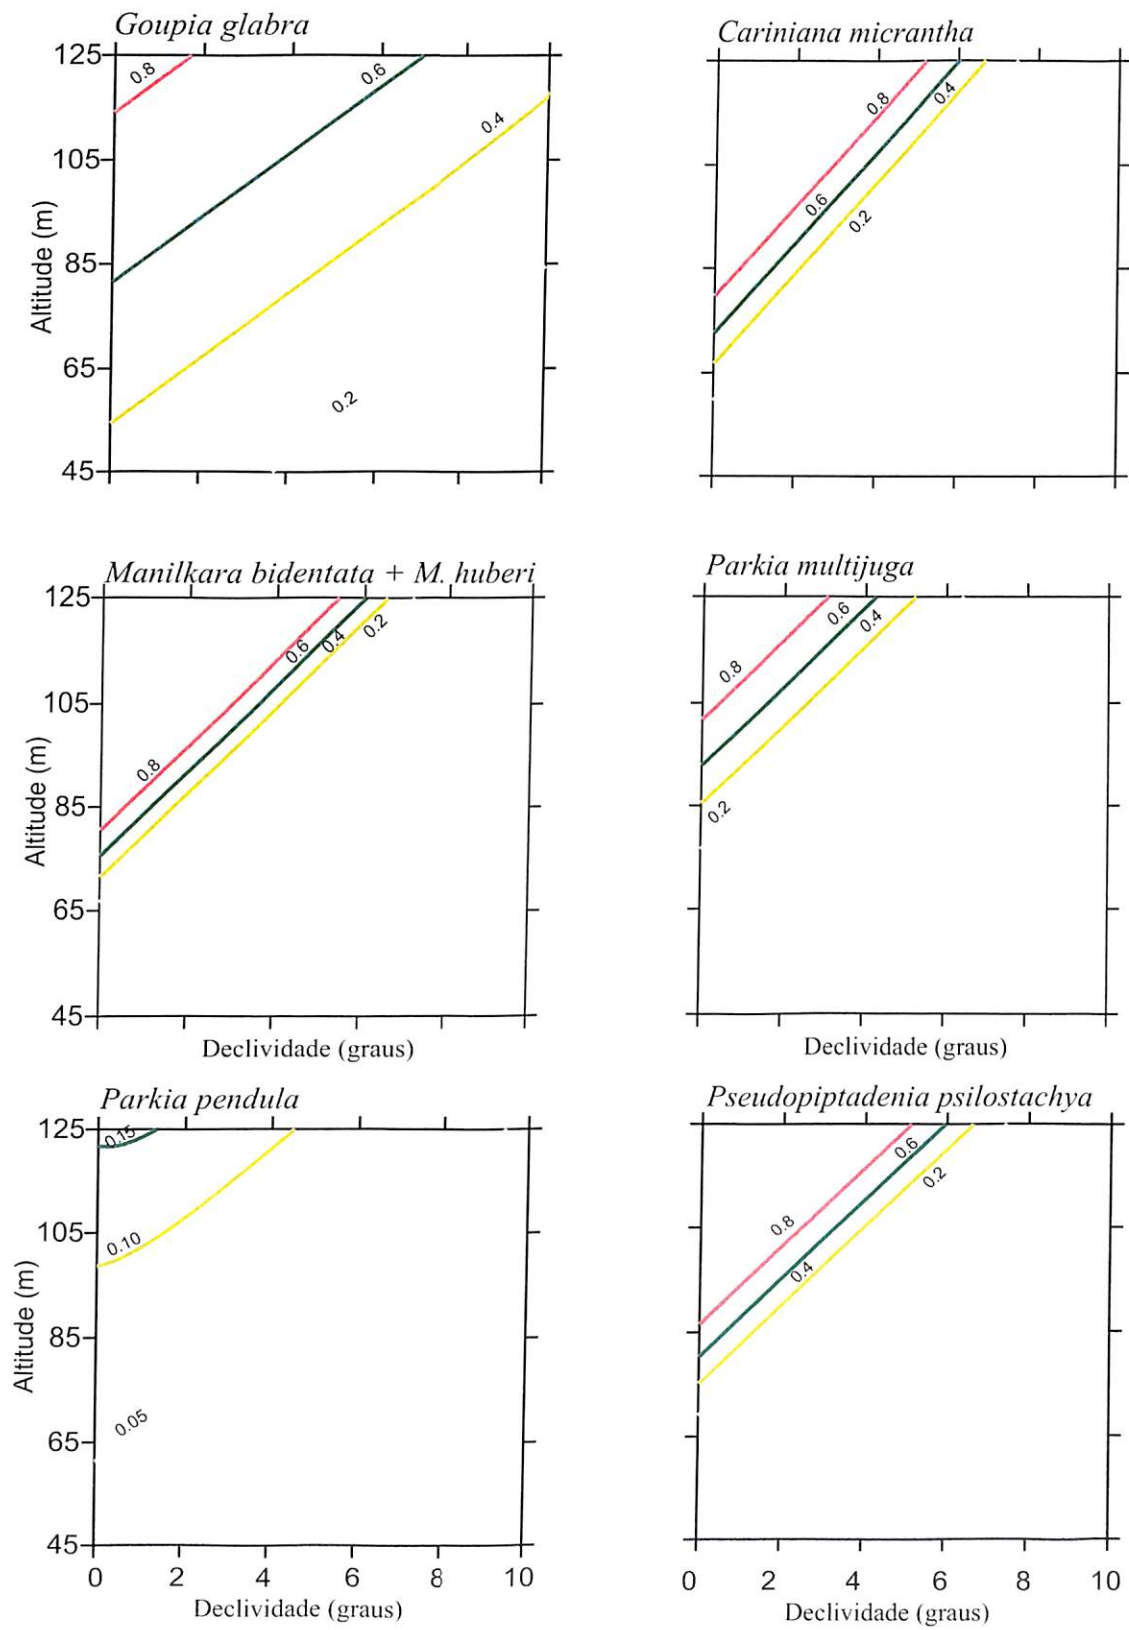 Goupia glabra
Cariniana micrantha
125
105
85
65
45
Altitude (m)
0.8
0.6
0.4
0.2
0.8
0.6
0.4
0.2
Manilkara bidentata + M. huberi
Parkia multijuga
125
105
85
65
45
Altitude (m)
0.8
0.6
0.4
0.2
0.8
0.6
0.4
0.2
Declividade (graus)
Declividade (graus)
Parkia pendula
Pseudopiptadenia psilostachya
125
105
85
65
45
Altitude (m)
0.15
0.10
0.05
0.8
0.6
0.4
0.2
0 2 4 6 8 10
0 2 4 6 8 10
Declividade (graus)
Declividade (graus)